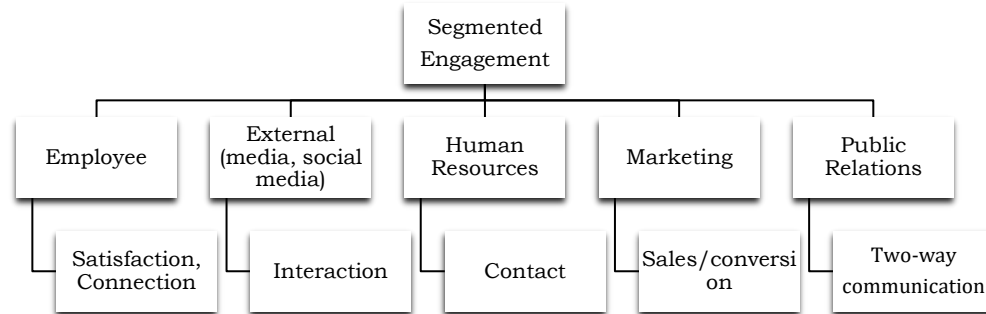 Segmented
Engagement
Employee
External
(media, social
media)
Human
Resources
Marketing
Public
Relations
Satisfaction,
Connection
Interaction
Contact
Sales/conversi
on
Two-way
communication